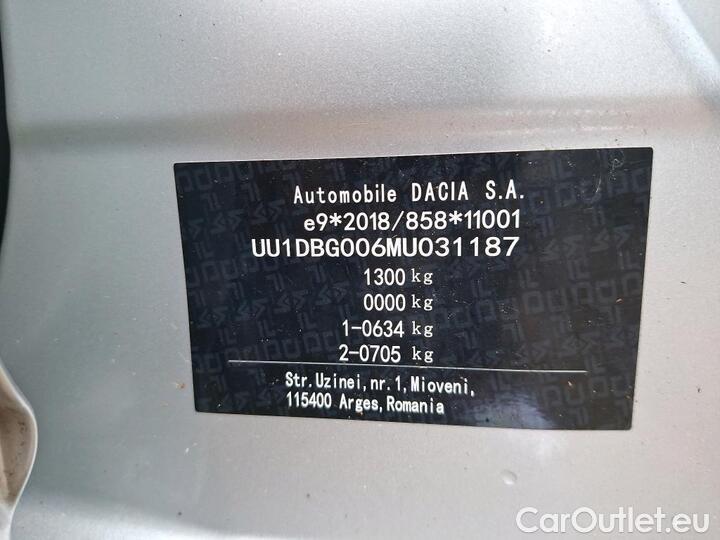 Automobile DACIA S.A.
e9*2018/858*11001
UU1DBG006MU031187
1300 kg
0000 kg
1-0634 kg
2-0705 kg
Str.Uzinei,nr.1,Mioveni,
115400 Arges,Romania
CarOutlet.eu